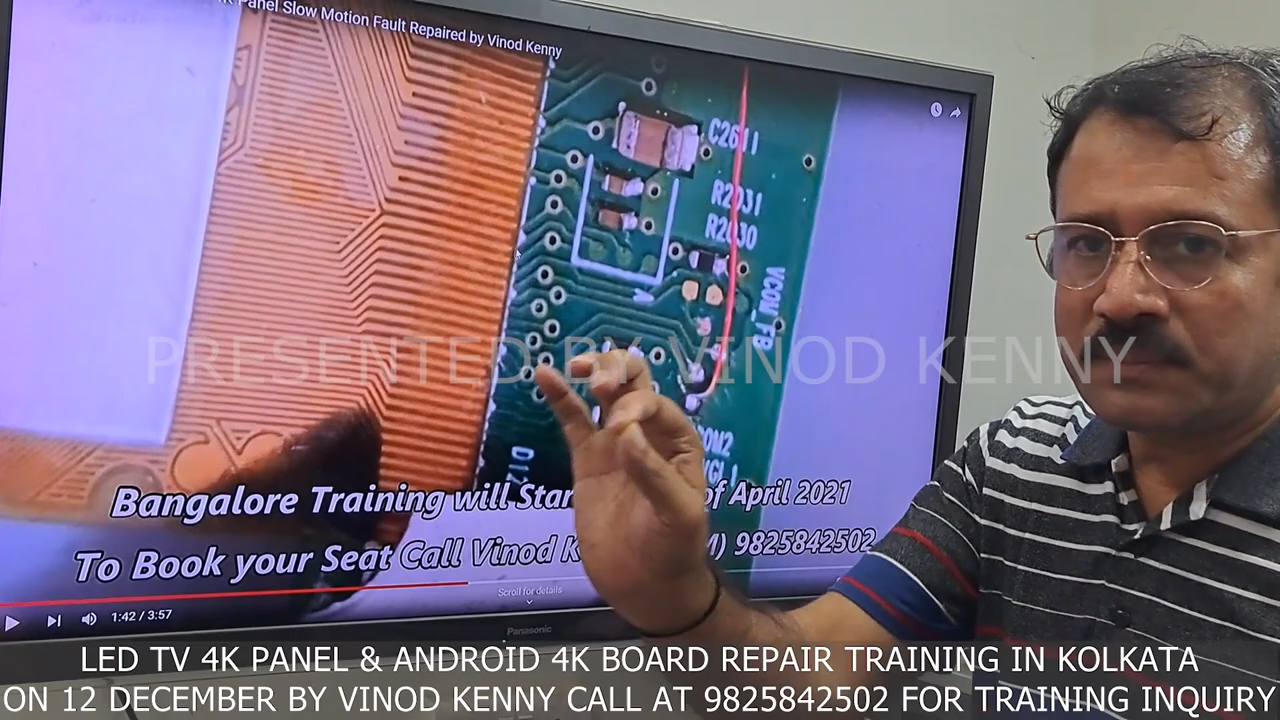 Panel Slow Motion Fault Repaired by Vinod Kenny
C2611
R2031
R2030
VCOM_FB
PRESENTED BY VINOD KENNY
D12
Bangalore Training will of April 2021
To Book your Seat Call Vinod 9825842502
Scroll for details
1:42 / 3:57
Panasonic
LED TV 4K PANEL & ANDROID 4K BOARD REPAIR TRAINING IN KOLKATA
ON 12 DECEMBER BY VINOD KENNY CALL AT 9825842502 FOR TRAINING INQUIRY